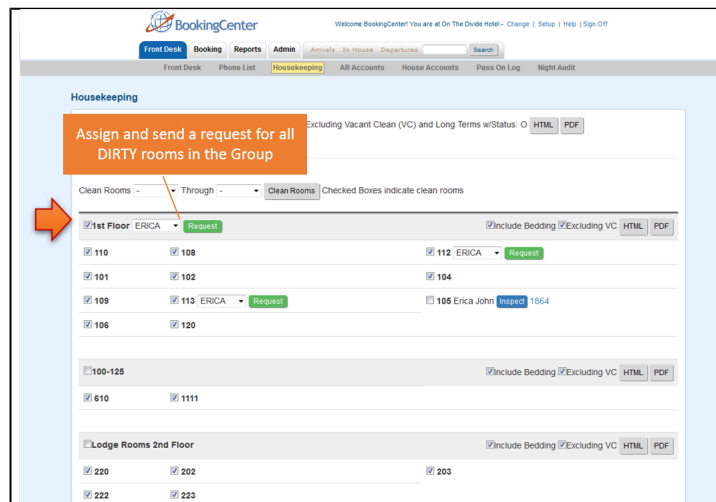 BookingCenter
Welcome BookingCenter! You are at On The Divide Hotel - Change | Setup | Help | Sign Off
Front Desk Booking Reports Admin Arrivals In House Departures Search
Front Desk Phone List Housekeeping AR Accounts House Accounts Pass On Log Night Audit
Housekeeping
Excluding Vacant Clean (VC) and Long Terms w/Status: O HTML PDF
Assign and send a request for all
DIRTY rooms in the Group
Clean Rooms - Through - Clean Rooms Checked Boxes indicate clean rooms
1st Floor ERICA Request Include Bedding Excluding VC HTML PDF
110 108 112 ERICA Request
101 102 104
109 113 ERICA Request 105 Erica John Inspect 1864
106 120
100-125 Include Bedding Excluding VC HTML PDF
610 1111
Lodge Rooms 2nd Floor Include Bedding Excluding VC HTML PDF
220 202 203
222 223